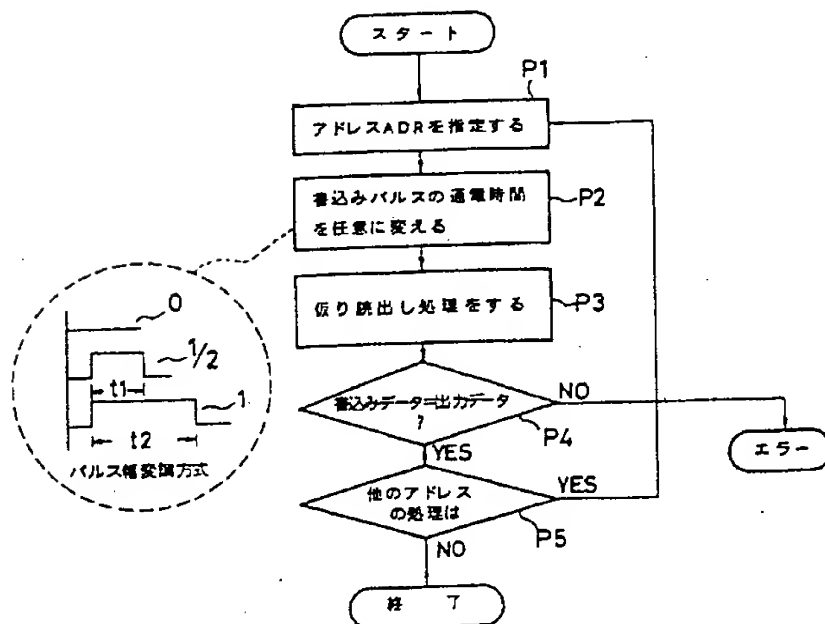 スタート
P1
アドレスADRを指定する
書込みパルスの通電時間
を任意に変える
P2
仮り読出し処理をする
P3
0
1/2
t1
1
t2
パルス幅変調方式
書込みデータ=出力データ
?
NO
P4
YES
エラー
他のアドレス
の処理は
YES
P5
NO
終了